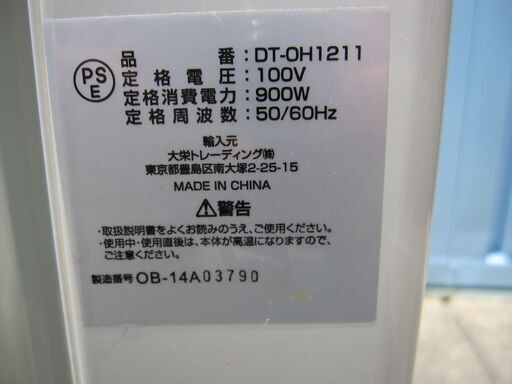 PS
E
品番:DT-OH1211
定格電圧:100V
定格消費電力:900W
定格周波数:50/60Hz
輸入元
大栄トレーディング㈱
東京都豊島区南大塚2-25-15
MADE IN CHINA
⚠警告
・取扱説明書をよくお読みのうえ、ご使用ください。
・使用中・使用直後は、本体が高温になりますので、
ご注意ください。
製造番号 OB-14A03790